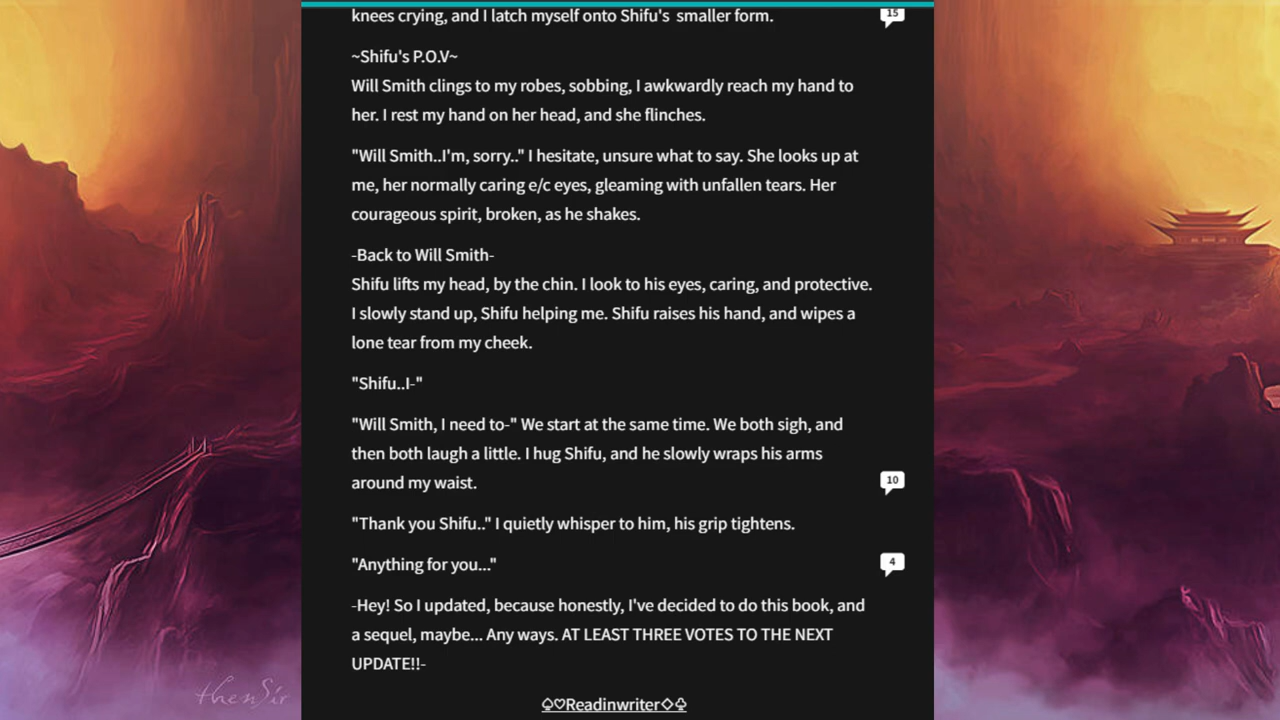 knees crying, and I latch myself onto Shifu's smaller form.
15
~Shifu's P.O.V~
Will Smith clings to my robes, sobbing, I awkwardly reach my hand to
her. I rest my hand on her head, and she flinches.
"Will Smith..I'm, sorry.." I hesitate, unsure what to say. She looks up at
me, her normally caring e/c eyes, gleaming with unfallen tears. Her
courageous spirit, broken, as he shakes.
-Back to Will Smith-
Shifu lifts my head, by the chin. I look to his eyes, caring, and protective.
I slowly stand up, Shifu helping me. Shifu raises his hand, and wipes a
lone tear from my cheek.
"Shifu..I-"
"Will Smith, I need to-" We start at the same time. We both sigh, and
then both laugh a little. I hug Shifu, and he slowly wraps his arms
around my waist.
10
"Thank you Shifu.." I quietly whisper to him, his grip tightens.
"Anything for you..."
4
-Hey! So I updated, because honestly, I've decided to do this book, and
a sequel, maybe... Any ways. AT LEAST THREE VOTES TO THE NEXT
UPDATE!!-
♤♡Readinwriter♢♧